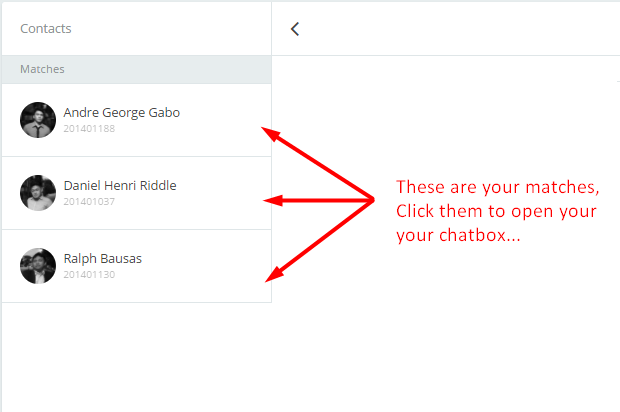 Contacts
Matches
Andre George Gabo
201401188
Daniel Henri Riddle
201401037
Ralph Bausas
201401130
These are your matches,
Click them to open your
your chatbox...